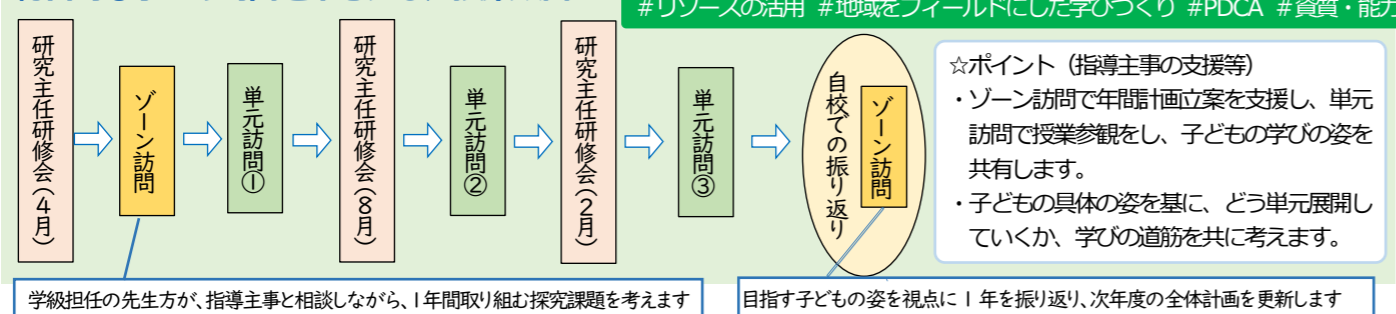 #リソースの活用 #地域をフィールドにした学びづくり #PDCA #資質・能力
研究主任研修会(4月)
ゾーン訪問
単元訪問①
研究主任研修会(8月)
単元訪問②
研究主任研修会(2月)
単元訪問③
自校での振り返り
ゾーン訪問
☆ポイント（指導主事の支援等）
・ゾーン訪問で年間計画立案を支援し、単元
訪問で授業参観をし、子どもの学びの姿を
共有します。
・子どもの具体の姿を基に、どう単元展開し
ていくか、学びの道筋を共に考えます。
学級担任の先生方が、指導主事と相談しながら、1年間取り組む探究課題を考えます
目指す子どもの姿を視点に1年を振り返り、次年度の全体計画を更新します